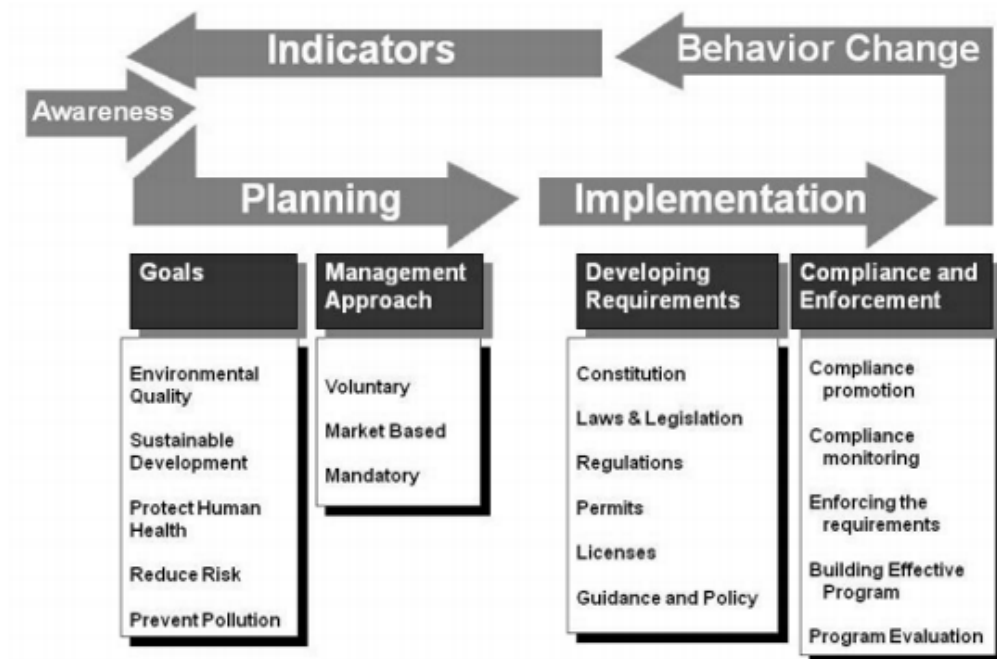 Indicators
Behavior Change
Awareness
Planning
Implementation
Goals
Management
Approach
Developing
Requirements
Compliance and
Enforcement
Environmental
Quality
Sustainable
Development
Protect Human
Health
Reduce Risk
Prevent Pollution
Voluntary
Market Based
Mandatory
Constitution
Laws & Legislation
Regulations
Permits
Licenses
Guidance and Policy
Compliance
promotion
Compliance
monitoring
Enforcing the
requirements
Building Effective
Program
Program Evaluation